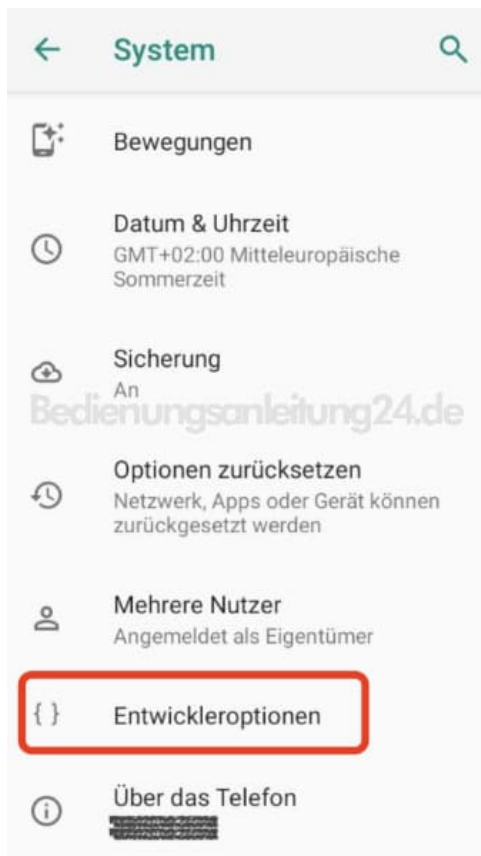 System
Bewegungen
Datum & Uhrzeit
GMT+02:00 Mitteleuropäische
Sommerzeit
Sicherung
An
Bedienungsanleitung24.de
Optionen zurücksetzen
Netzwerk, Apps oder Gerät können
zurückgesetzt werden
Mehrere Nutzer
Angemeldet als Eigentümer
{ } Entwickleroptionen
Über das Telefon